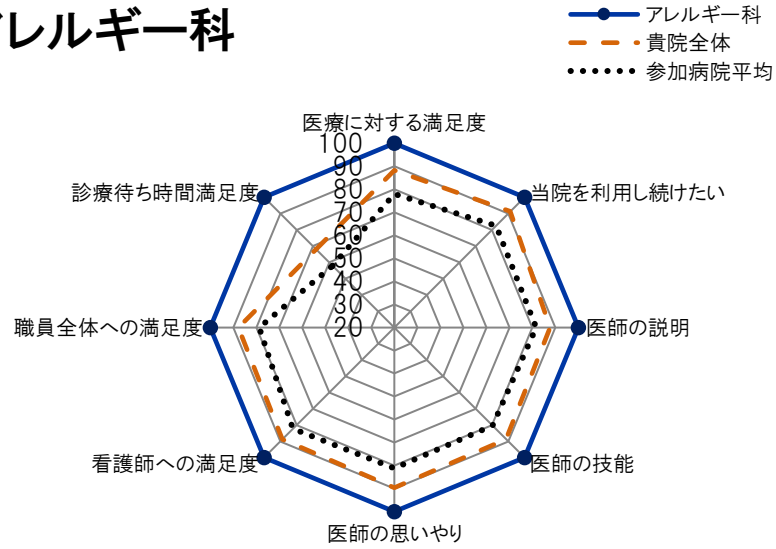 アレルギー科
アレルギー科
貴院全体
参加病院平均
医療に対する満足度
100
90
80
70
60
50
40
30
20
診療待ち時間満足度
当院を利用し続けたい
職員全体への満足度
医師の説明
看護師への満足度
医師の技能
医師の思いやり